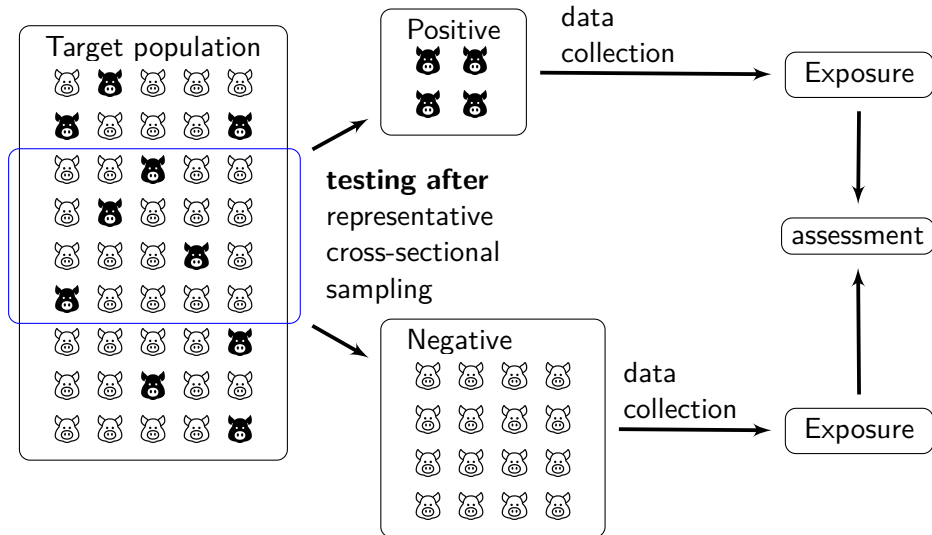 Target population
Positive
data
collection
Exposure
testing after
representative
cross-sectional
sampling
assessment
Negative
data
collection
Exposure